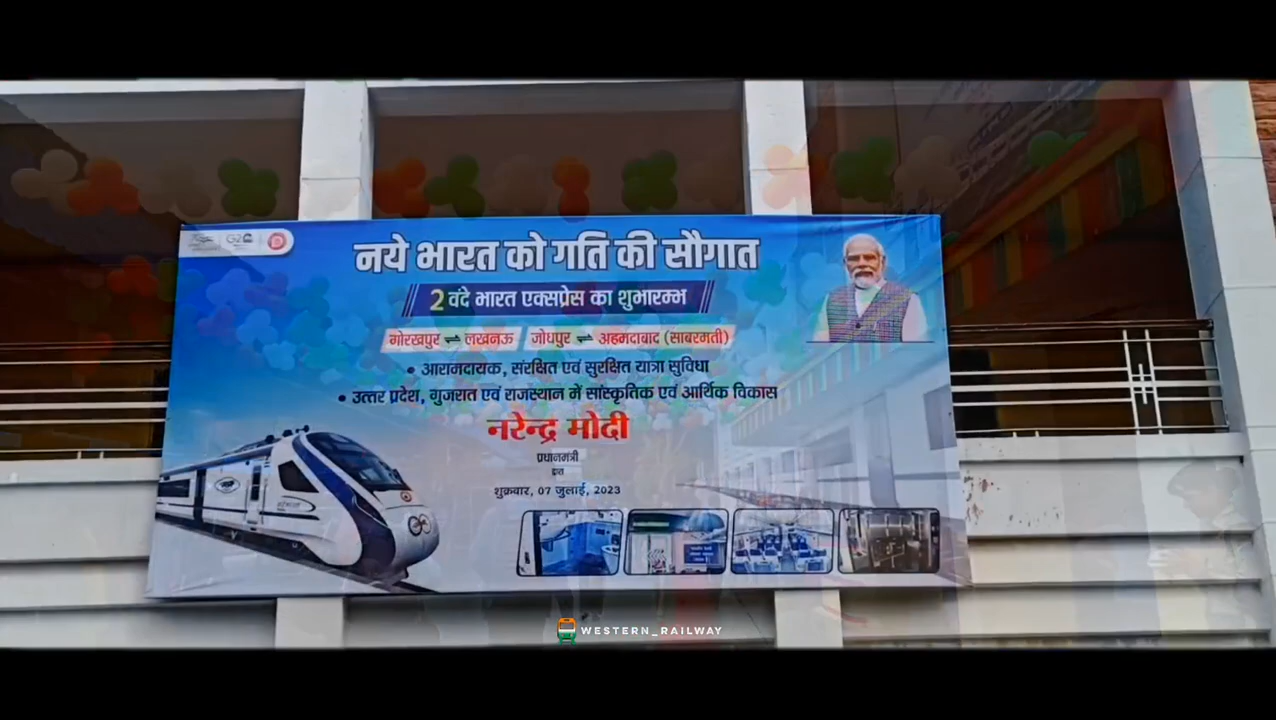 G20
नये भारत को गति की सौगात
2 वंदे भारत एक्सप्रेस का शुभारम्भ
गोरखपुर ⇌ लखनऊ जोधपुर ⇌ अहमदाबाद (साबरमती)
• आरामदायक, संरक्षित एवं सुरक्षित यात्रा सुविधा
• उत्तर प्रदेश, गुजरात एवं राजस्थान में सांस्कृतिक एवं आर्थिक विकास
नरेन्द्र मोदी
प्रधानमंत्री
द्वारा
शुक्रवार, 07 जुलाई, 2023
WESTERN_RAILWAY